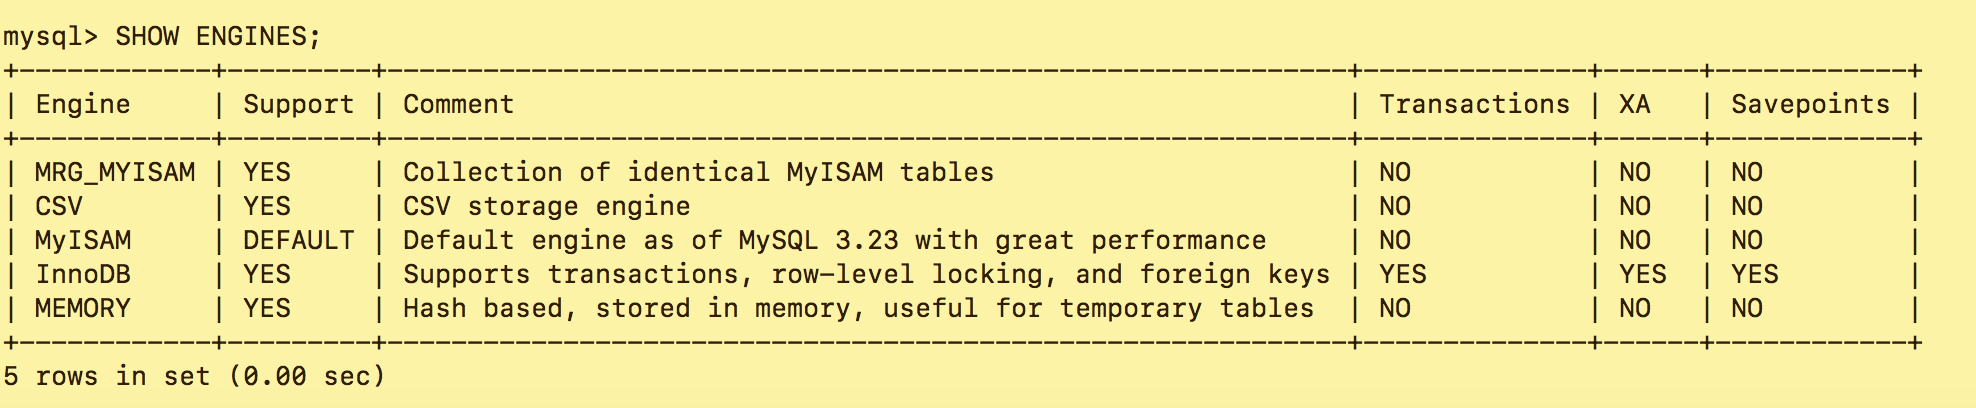 mysql> SHOW ENGINES;
+------------+---------+------------------------------------------------------------+--------------+------+------------+
| Engine     | Support | Comment                                                    | Transactions | XA   | Savepoints |
+------------+---------+------------------------------------------------------------+--------------+------+------------+
| MRG_MYISAM | YES     | Collection of identical MyISAM tables                      | NO           | NO   | NO         |
| CSV        | YES     | CSV storage engine                                         | NO           | NO   | NO         |
| MyISAM     | DEFAULT | Default engine as of MySQL 3.23 with great performance     | NO           | NO   | NO         |
| InnoDB     | YES     | Supports transactions, row-level locking, and foreign keys | YES          | YES  | YES        |
| MEMORY     | YES     | Hash based, stored in memory, useful for temporary tables  | NO           | NO   | NO         |
+------------+---------+------------------------------------------------------------+--------------+------+------------+
5 rows in set (0.00 sec)